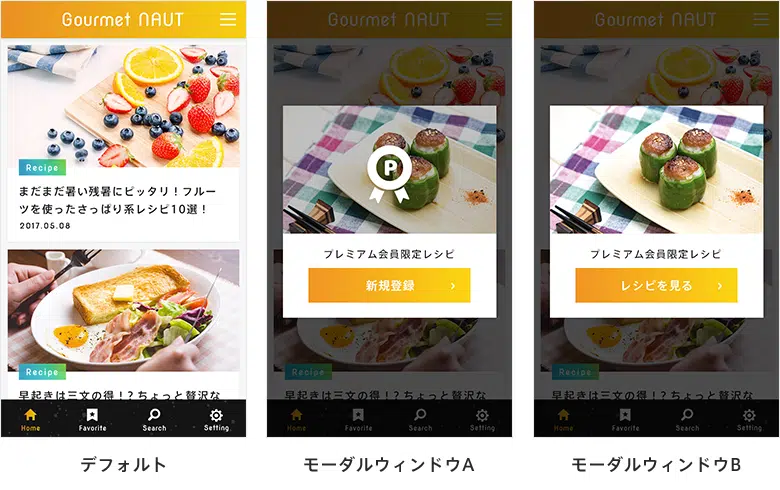 Gourmet NAUT
Recipe
まだまだ暑い残暑にピッタリ！フルー
ツを使ったさっぱり系レシピ10選！
2017.05.08
Recipe
早起きは三文の得！？ちょっと贅沢な
Home
Favorite
Search
Setting
デフォルト
Gourmet NAUT
P
プレミアム会員限定レシピ
新規登録
Recipe
早起きは三文の得！？ちょっと贅沢な
Home
Favorite
Search
Setting
モーダルウィンドウA
Gourmet NAUT
プレミアム会員限定レシピ
レシピを見る
Recipe
早起きは三文の得！？ちょっと贅沢な
Home
Favorite
Search
Setting
モーダルウィンドウB